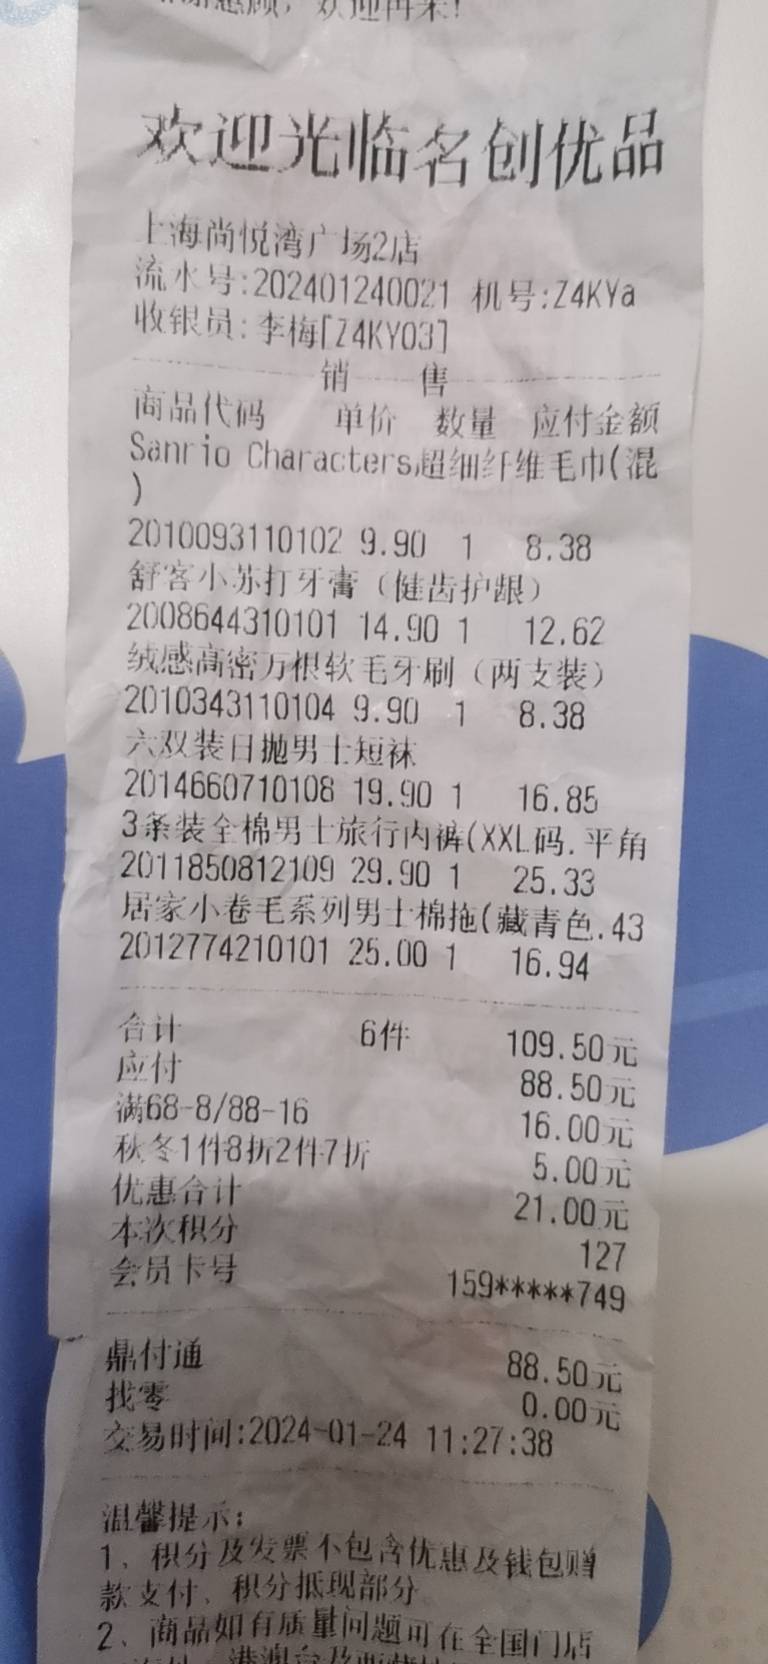 惠顾，欢迎再来!
欢迎光临名创优品
上海尚悦湾广场2店
流水号:202401240021 机号:Z4KYa
收银员:李梅[Z4KY03]
销 售
商品代码 单价 数量 应付金额
Sanrio Characters超细纤维毛巾(混
)
2010093110102 9.90 1 8.38
舒客小苏打牙膏（健齿护龈）
2008644310101 14.90 1 12.62
绒感高密万根软毛牙刷（两支装）
2010343110104 9.90 1 8.38
六双装日抛男士短袜
2014660710108 19.90 1 16.85
3条装全棉男士旅行内裤(XXL码.平角
2011850812109 29.90 1 25.33
居家小卷毛系列男士棉拖(藏青色.43
2012774210101 25.00 1 16.94
合计 6件 109.50元
应付 88.50元
满68-8/88-16 16.00元
秋冬1件8折2件7折 5.00元
优惠合计 21.00元
本次积分 127
会员卡号 159*****749
鼎付通 88.50元
找零 0.00元
交易时间:2024-01-24 11:27:38
温馨提示:
1、积分及发票不包含优惠及钱包赠
款支付、积分抵现部分
2、商品如有质量问题可在全国门店